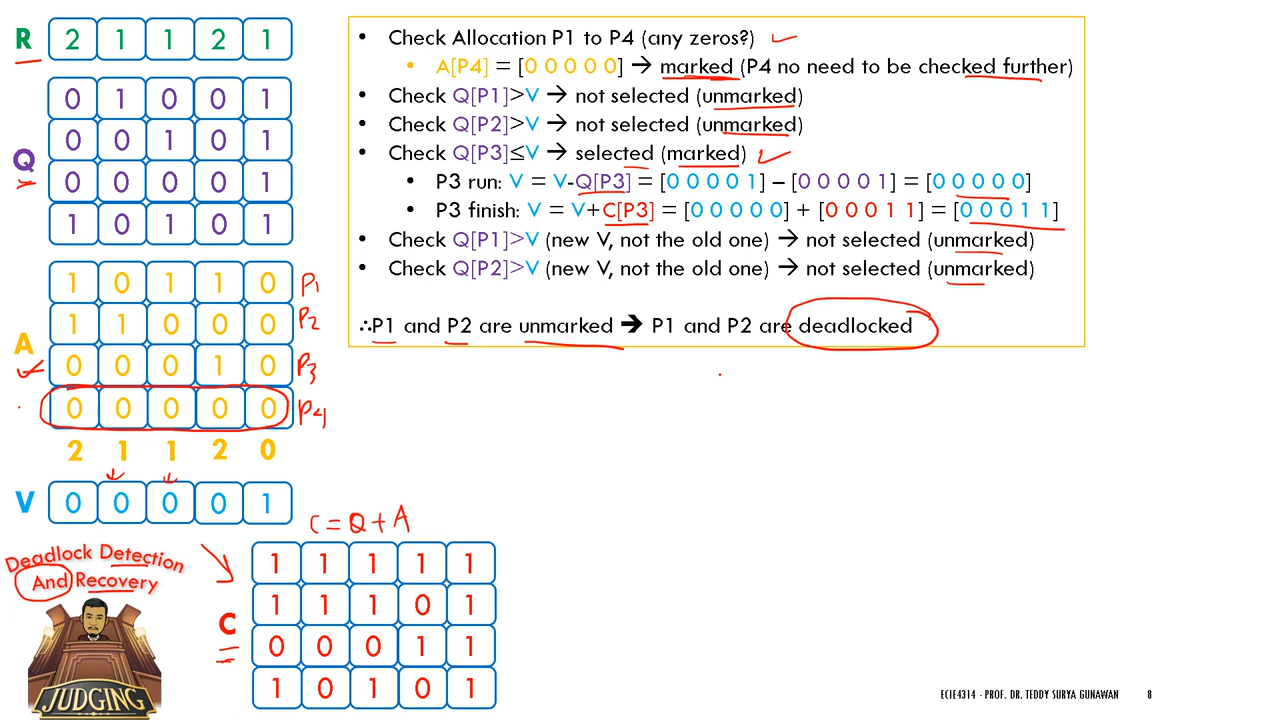 R 2 1 1 2 1
Q
0 1 0 0 1
0 0 1 0 1
0 0 0 0 1
1 0 1 0 1
A
1 0 1 1 0 P1
1 1 0 0 0 P2
0 0 0 1 0 P3
0 0 0 0 0 P4
2 1 1 2 0
V 0 0 0 0 1
• Check Allocation P1 to P4 (any zeros?)
• A[P4] = [0 0 0 0 0] → marked (P4 no need to be checked further)
• Check Q[P1]>V → not selected (unmarked)
• Check Q[P2]>V → not selected (unmarked)
• Check Q[P3]≤V → selected (marked)
• P3 run: V = V-Q[P3] = [0 0 0 0 1] – [0 0 0 0 1] = [0 0 0 0 0]
• P3 finish: V = V+C[P3] = [0 0 0 0 0] + [0 0 0 1 1] = [0 0 0 1 1]
• Check Q[P1]>V (new V, not the old one) → not selected (unmarked)
• Check Q[P2]>V (new V, not the old one) → not selected (unmarked)
∴P1 and P2 are unmarked → P1 and P2 are deadlocked
C = Q + A
C
1 1 1 1 1
1 1 1 0 1
0 0 0 1 1
1 0 1 0 1
Deadlock Detection
And Recovery
JUDGING
ECIE4314 - PROF. DR. TEDDY SURYA GUNAWAN 8